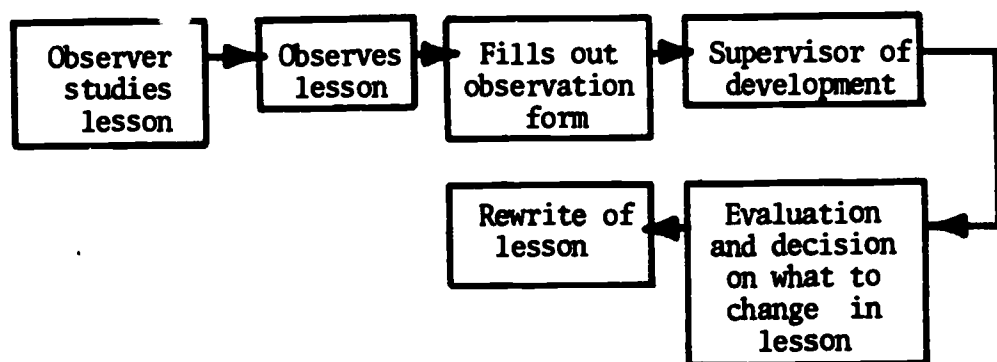 Observer
studies
lesson
Observes
lesson
Fills out
observation
form
Supervisor of
development
Evaluation
and decision
on what to
change in
lesson
Rewrite of
lesson